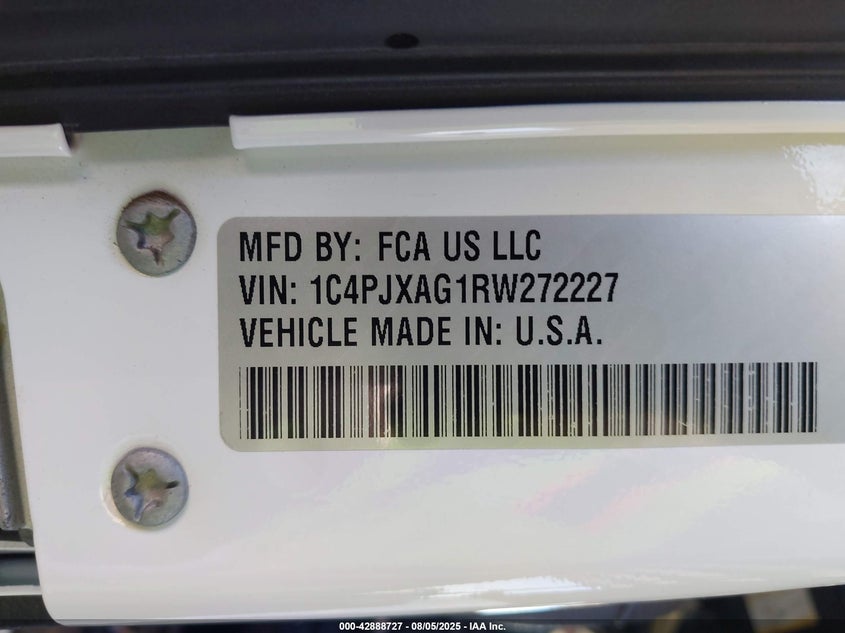 MFD BY: FCA US LLC
VIN: 1C4PJXAG1RW272227
VEHICLE MADE IN: U.S.A.
000-42888727 - 08/05/2025 - IAA Inc.